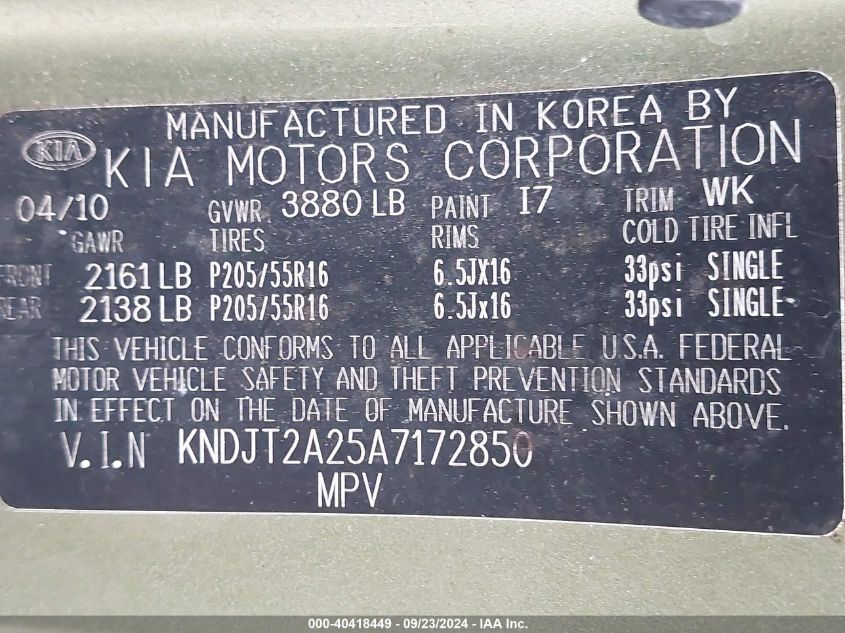 MANUFACTURED IN KOREA BY
KIA KIA MOTORS CORPORATION
04/10 GVWR 3880 LB PAINT I7 TRIM WK
GAWR TIRES RIMS COLD TIRE INFL
FRONT 2161 LB P205/55R16 6.5JX16 33psi SINGLE
REAR 2138 LB P205/55R16 6.5Jx16 33psi SINGLE
THIS VEHICLE CONFORMS TO ALL APPLICABLE U.S.A. FEDERAL
MOTOR VEHICLE SAFETY AND THEFT PREVENTION STANDARDS
IN EFFECT ON THE DATE OF MANUFACTURE SHOWN ABOVE.
V.I.N KNDJT2A25A7172850
MPV
000-40418449 - 09/23/2024 - IAA Inc.